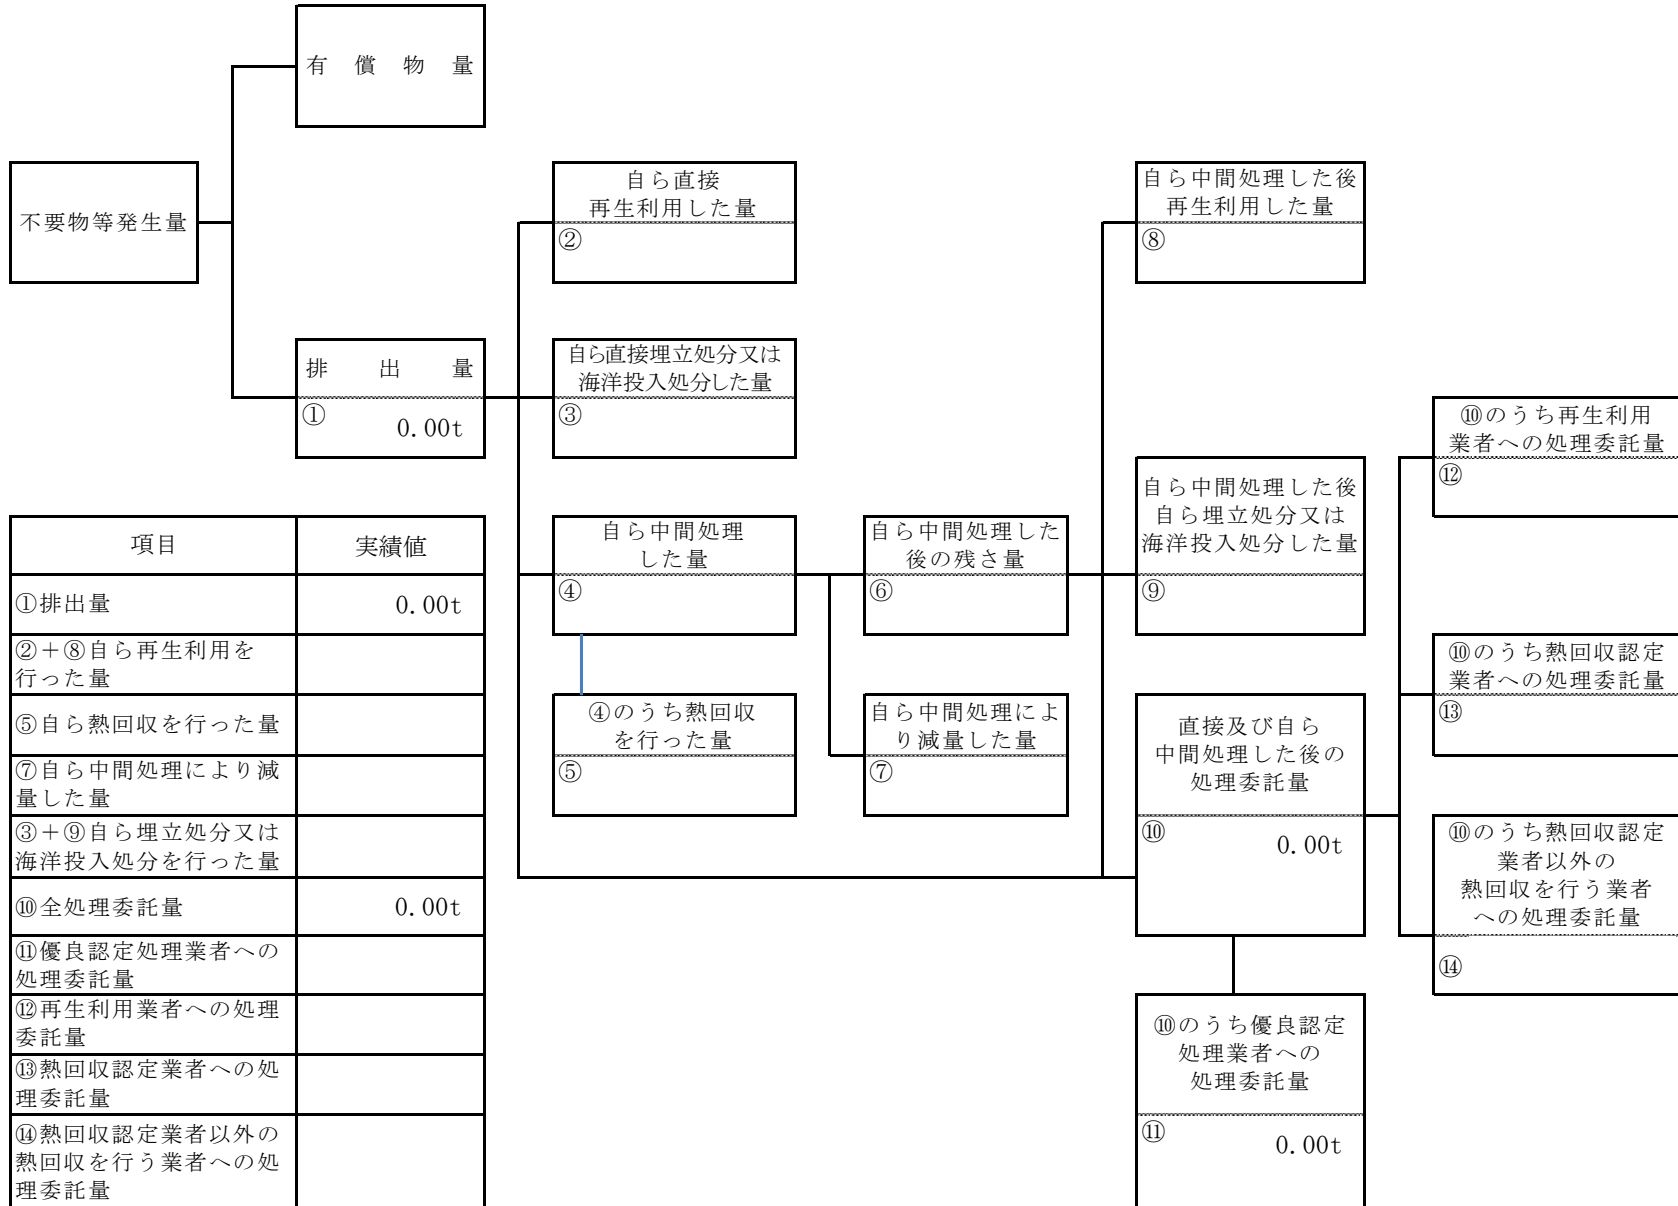 有償物量
不要物等発生量
自ら直接
再生利用した量
②
自ら中間処理した後
再生利用した量
⑧
排出量
①
0.00t
自ら直接埋立処分又は
海洋投入処分した量
③
⑩のうち再生利用
業者への処理委託量
⑫
自ら中間処理した後
自ら埋立処分又は
海洋投入処分した量
⑨
自ら中間処理
した量
④
自ら中間処理した
後の残さ量
⑥
⑩のうち熱回収認定
業者への処理委託量
⑬
④のうち熱回収
を行った量
⑤
自ら中間処理によ
り減量した量
⑦
直接及び自ら
中間処理した後の
処理委託量
⑩
0.00t
⑩のうち熱回収認定
業者以外の
熱回収を行う業者
への処理委託量
⑭
⑩のうち優良認定
処理業者への
処理委託量
⑪
0.00t
項目 実績値
①排出量 0.00t
②＋⑧自ら再生利用を
行った量
⑤自ら熱回収を行った量
⑦自ら中間処理により減
量した量
③＋⑨自ら埋立処分又は
海洋投入処分を行った量
⑩全処理委託量 0.00t
⑪優良認定処理業者への
処理委託量
⑫再生利用業者への処理
委託量
⑬熱回収認定業者への処
理委託量
⑭熱回収認定業者以外の
熱回収を行う業者への処
理委託量